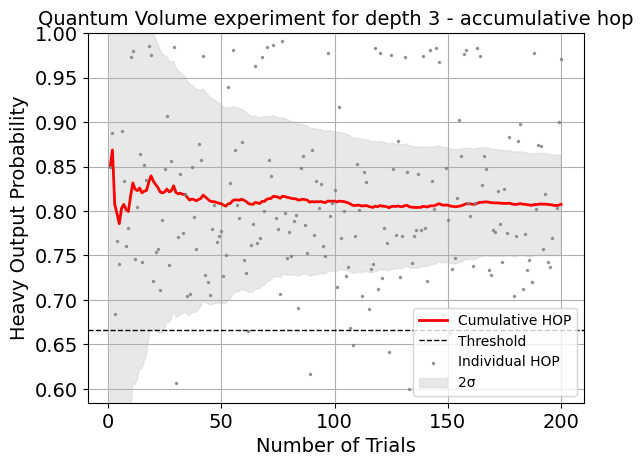 Quantum Volume experiment for depth 3 - accumulative hop
Heavy Output Probability
1.00
0.95
0.90
0.85
0.80
0.75
0.70
0.65
0.60
Cumulative HOP
Threshold
Individual HOP
2σ
0 50 100 150 200
Number of Trials